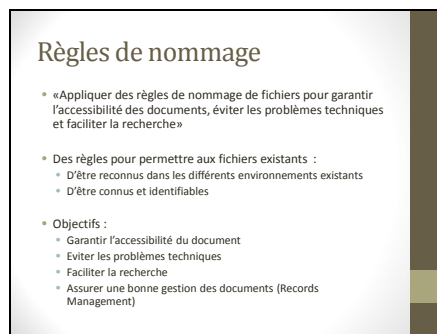 Règles de nommage
• «Appliquer des règles de nommage de fichiers pour garantir
l'accessibilité des documents, éviter les problèmes techniques
et faciliter la recherche»
• Des règles pour permettre aux fichiers existants :
• D'être reconnus dans les différents environnements existants
• D'être connus et identifiables
• Objectifs :
• Garantir l'accessibilité du document
• Eviter les problèmes techniques
• Faciliter la recherche
• Assurer une bonne gestion des documents (Records
Management)